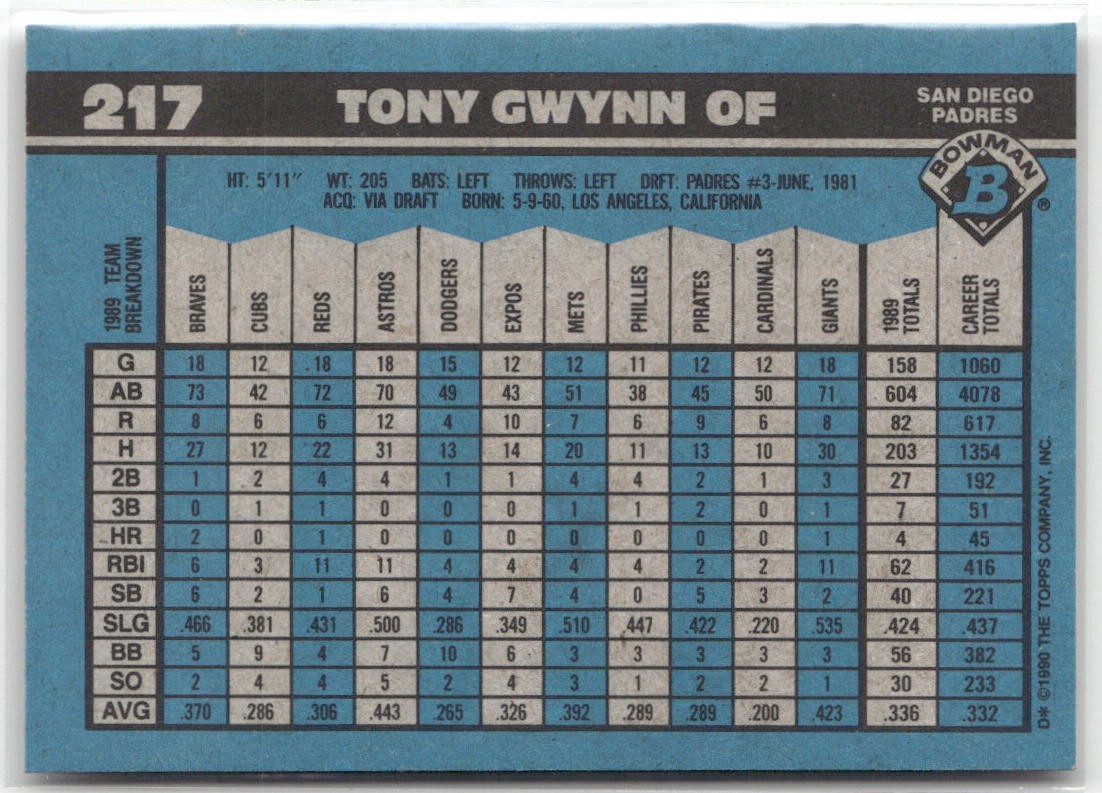 217 TONY GWYNN OF SAN DIEGO
PADRES
BOWMAN
B
®
HT: 5'11" WT: 205 BATS: LEFT THROWS: LEFT DRFT: PADRES #3-JUNE, 1981
ACQ: VIA DRAFT BORN: 5-9-60, LOS ANGELES, CALIFORNIA
1989 TEAM BREAKDOWN BRAVES CUBS REDS ASTROS DODGERS EXPOS METS PHILLIES PIRATES CARDINALS GIANTS 1989 TOTALS CAREER TOTALS
G 18 12 .18 18 15 12 12 11 12 12 18 158 1060
AB 73 42 72 70 49 43 51 38 45 50 71 604 4078
R 8 6 6 12 4 10 7 6 9 6 8 82 617
H 27 12 22 31 13 14 20 11 13 10 30 203 1354
2B 1 2 4 4 1 1 4 4 2 1 3 27 192
3B 0 1 1 0 0 0 1 1 2 0 1 7 51
HR 2 0 1 0 0 0 0 0 0 0 1 4 45
RBI 6 3 11 11 4 4 4 4 2 2 11 62 416
SB 6 2 1 6 4 7 4 0 5 3 2 40 221
SLG .466 .381 .431 .500 .286 .349 .510 .447 .422 .220 .535 .424 .437
BB 5 9 4 7 10 6 3 3 3 3 3 56 382
SO 2 4 4 5 2 4 3 1 2 2 1 30 233
AVG .370 .286 .306 .443 .265 .326 .392 .289 .289 .200 .423 .336 .332
D* ©1990 THE TOPPS COMPANY, INC.